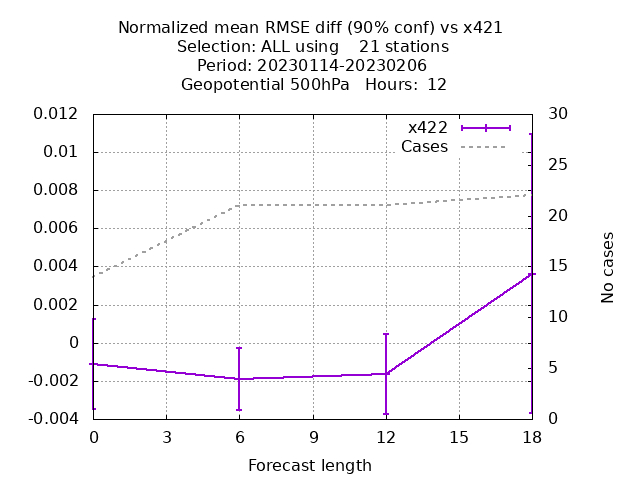 Normalized mean RMSE diff (90% conf) vs x421
Selection: ALL using    21 stations
Period: 20230114-20230206
Geopotential 500hPa   Hours:  12
x422
Cases
0.012
0.01
0.008
0.006
0.004
0.002
0
-0.002
-0.004
30
25
20
15
10
5
0
No cases
0 3 6 9 12 15 18
Forecast length